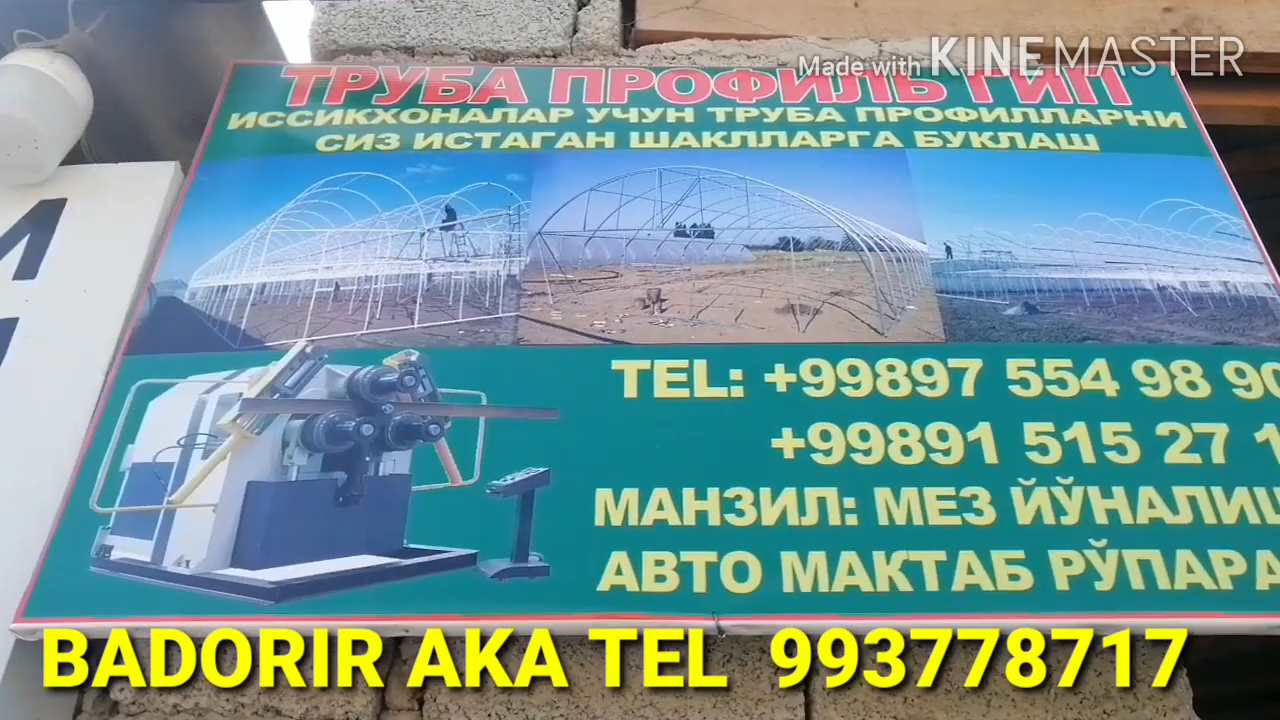 Made with KINEMASTER
ТРУБА ПРОФИЛЬ ГИП
ИССИКХОНАЛАР УЧУН ТРУБА ПРОФИЛЛАРНИ
СИЗ ИСТАГАН ШАКЛЛАРГА БУКЛАШ
TEL: +99897 554 98 90
+99891 515 27 1
МАНЗИЛ: МЕЗ ЙЎНАЛИШ
АВТО МАКТАБ РЎПАРА
BADORIR AKA TEL 993778717